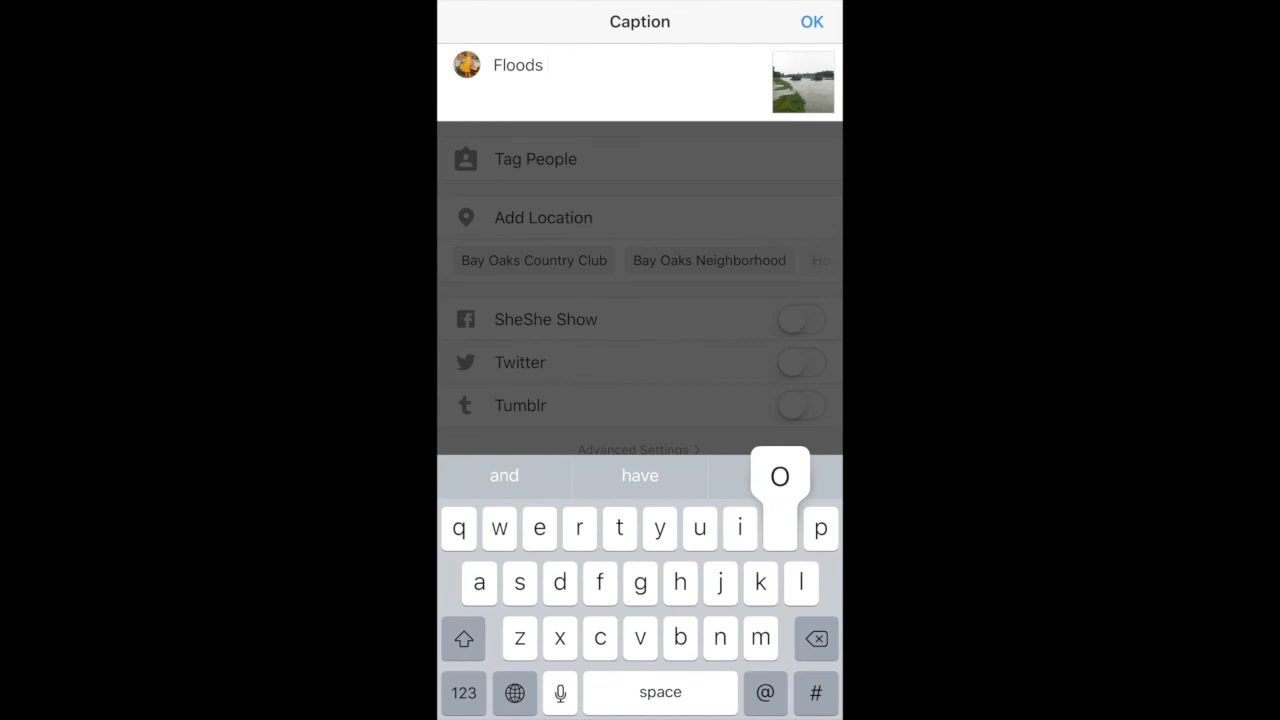 Caption OK
Floods
Tag People
Add Location
Bay Oaks Country Club Bay Oaks Neighborhood
SheShe Show
Twitter
Tumblr
Advanced Settings >
and have
O
q w e r t y u i p
a s d f g h j k l
z x c v b n m
123 space @ #